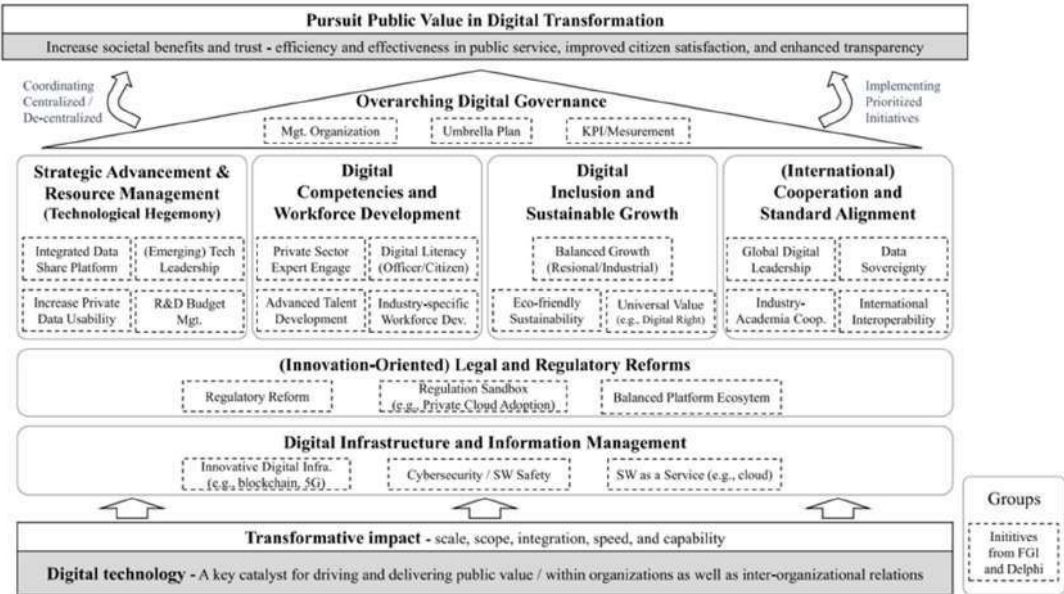 Pursuit Public Value in Digital Transformation
Increase societal benefits and trust - efficiency and effectiveness in public service, improved citizen satisfaction, and enhanced transparency
Coordinating
Centralized /
De-centralized
Implementing
Prioritized
Initiatives
Overarching Digital Governance
Mgt. Organization
Umbrella Plan
KPI/Mesurement
Strategic Advancement &
Resource Management
(Technological Hegemony)
Integrated Data
Share Platform
(Emerging) Tech
Leadership
Increase Private
Data Usability
R&D Budget
Mgt.
Digital
Competencies and
Workforce Development
Private Sector
Expert Engage
Digital Literacy
(Officer/Citizen)
Advanced Talent
Development
Industry-specific
Workforce Dev.
Digital
Inclusion and
Sustainable Growth
Balanced Growth
(Resional/Industrial)
Eco-friendly
Sustainability
Universal Value
(e.g., Digital Right)
(International)
Cooperation and
Standard Alignment
Global Digital
Leadership
Data
Sovergnty
Industry-
Academia Coop.
International
Interoperability
(Innovation-Oriented) Legal and Regulatory Reforms
Regulatory Reform
Regulation Sandbox
(e.g., Private Cloud Adoption)
Balanced Platform Ecosytem
Digital Infrastructure and Information Management
Innovative Digital Infra.
(e.g., blockchain, 5G)
Cybersecurity / SW Safety
SW as a Service (e.g., cloud)
Groups
Inititives
from FGI
and Delphi
Transformative impact - scale, scope, integration, speed, and capability
Digital technology - A key catalyst for driving and delivering public value / within organizations as well as inter-organizational relations